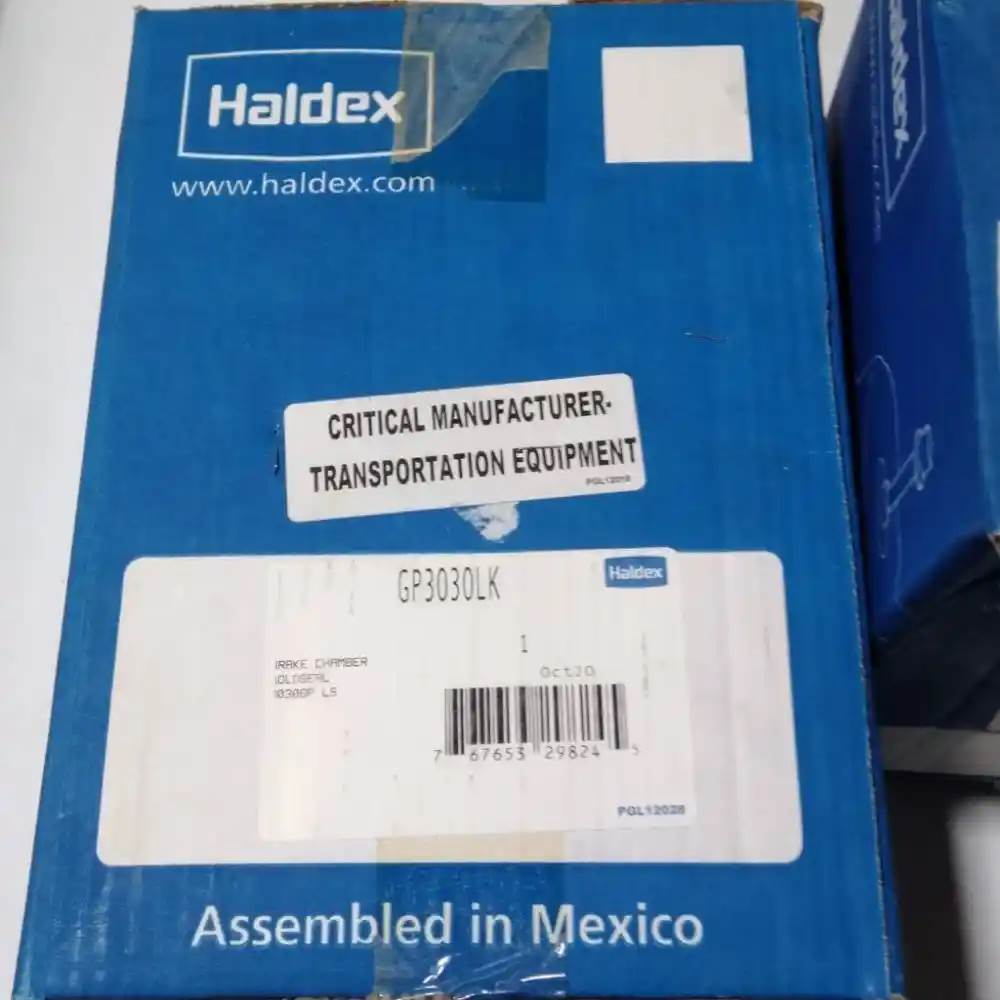 Haldex
www.haldex.com
CRITICAL MANUFACTURER-
TRANSPORTATION EQUIPMENT
GP3030LK
Haldex
1
CHAMBER
7 67653 29824 5
PGL12028
Assembled in Mexico